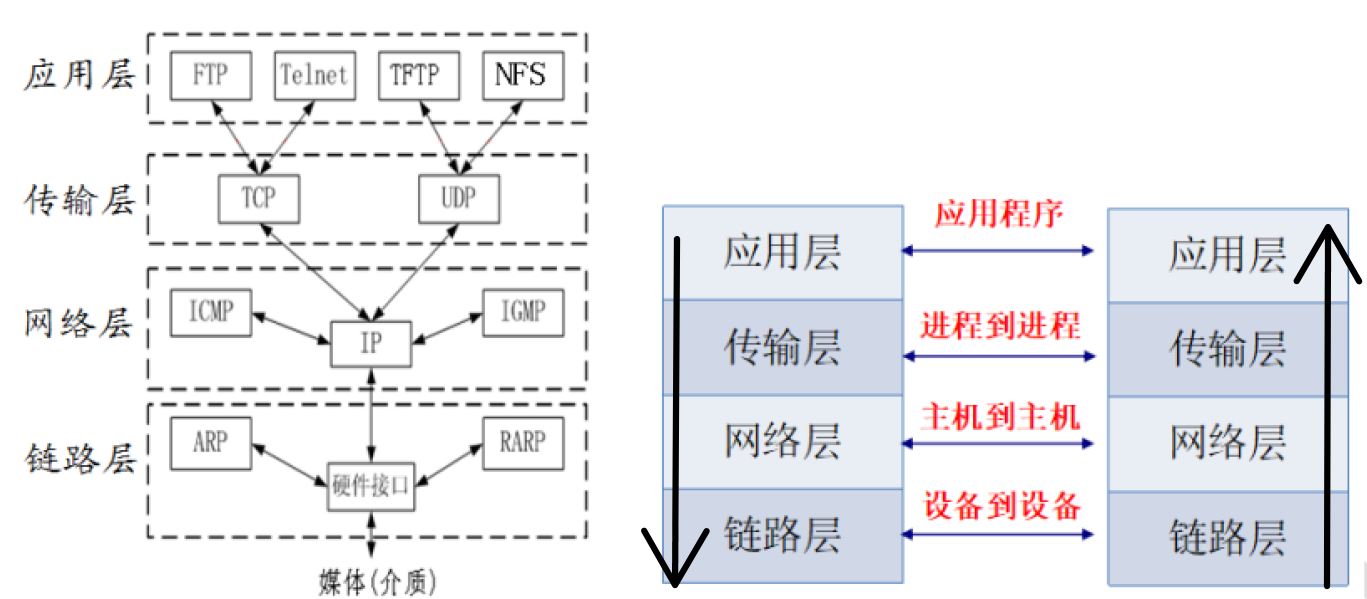 应用层
FTP
Telnet
TFTP
NFS
传输层
TCP
UDP
网络层
ICMP
IP
IGMP
链路层
ARP
硬件接口
RARP
媒体(介质)
应用层
应用程序
应用层
传输层
进程到进程
传输层
网络层
主机到主机
网络层
链路层
设备到设备
链路层